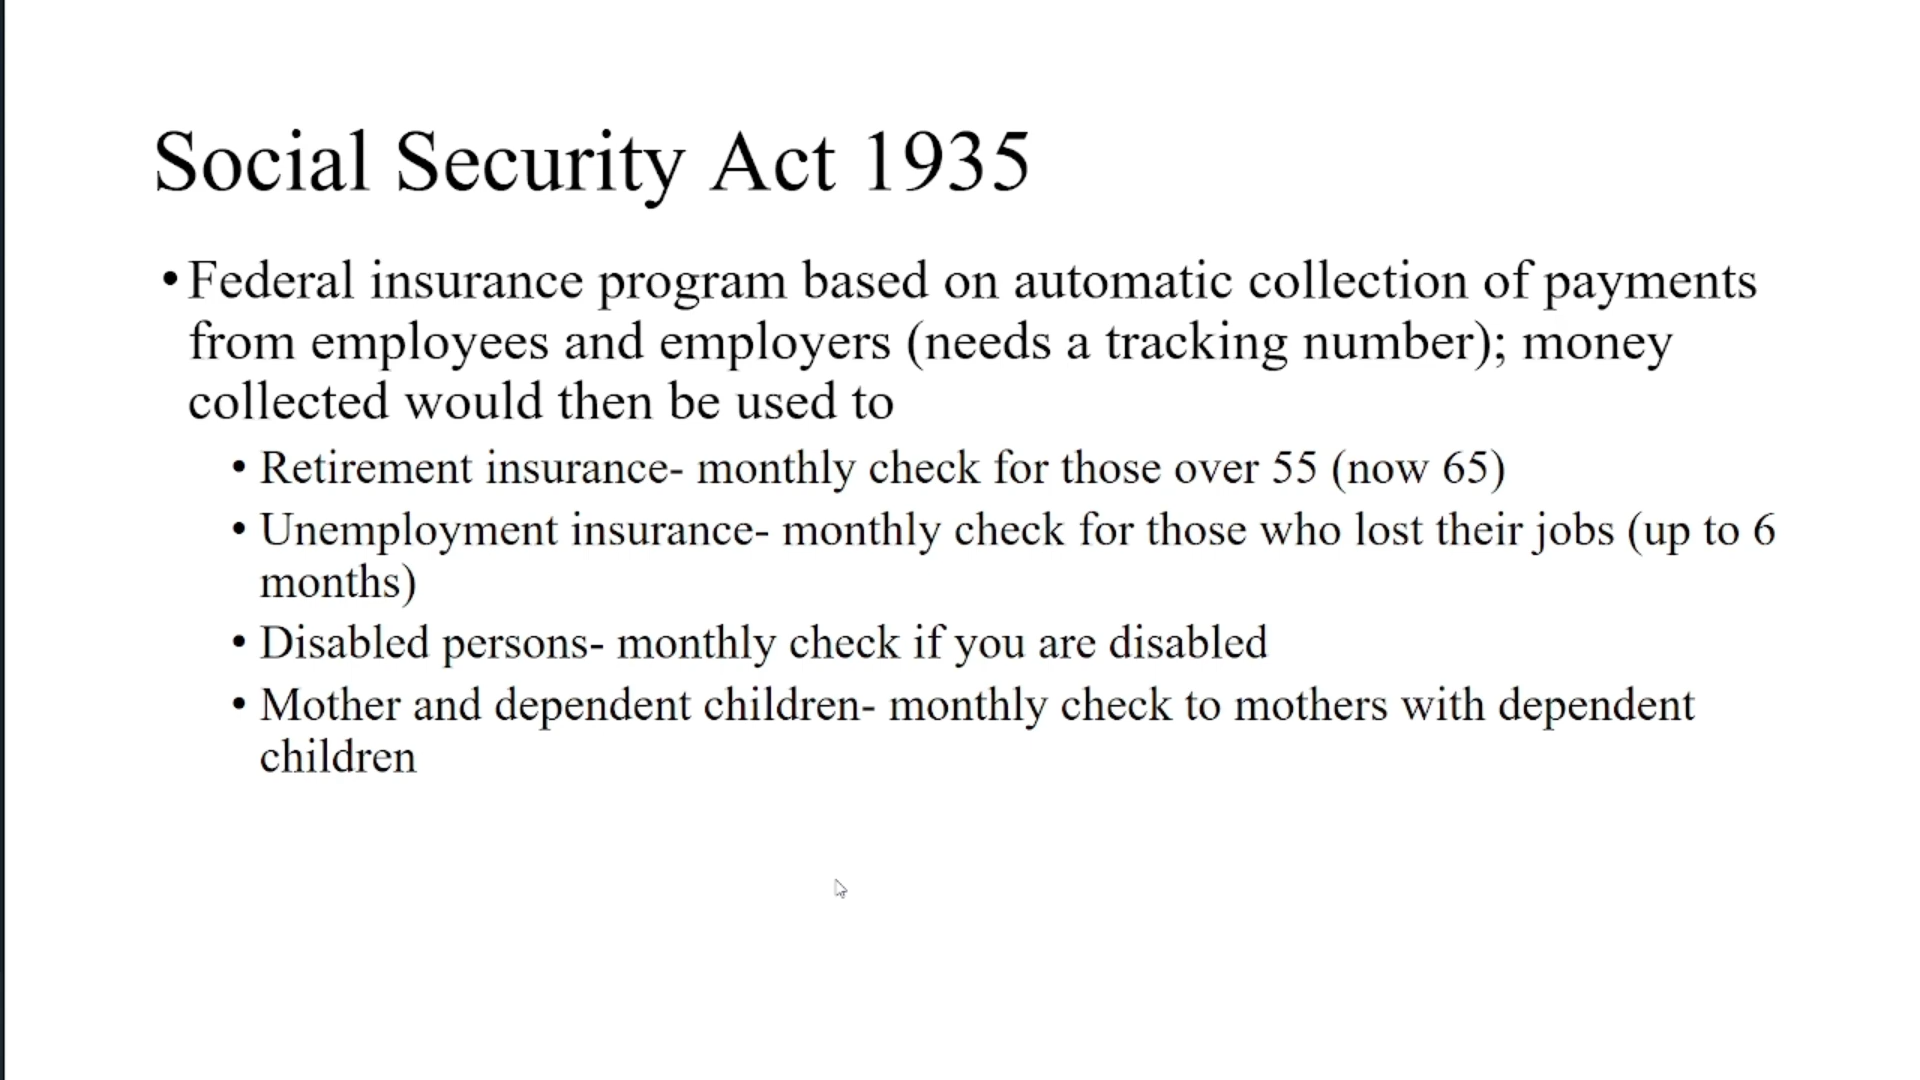 Social Security Act 1935
• Federal insurance program based on automatic collection of payments
from employees and employers (needs a tracking number); money
collected would then be used to
• Retirement insurance- monthly check for those over 55 (now 65)
• Unemployment insurance- monthly check for those who lost their jobs (up to 6
months)
• Disabled persons- monthly check if you are disabled
• Mother and dependent children- monthly check to mothers with dependent
children